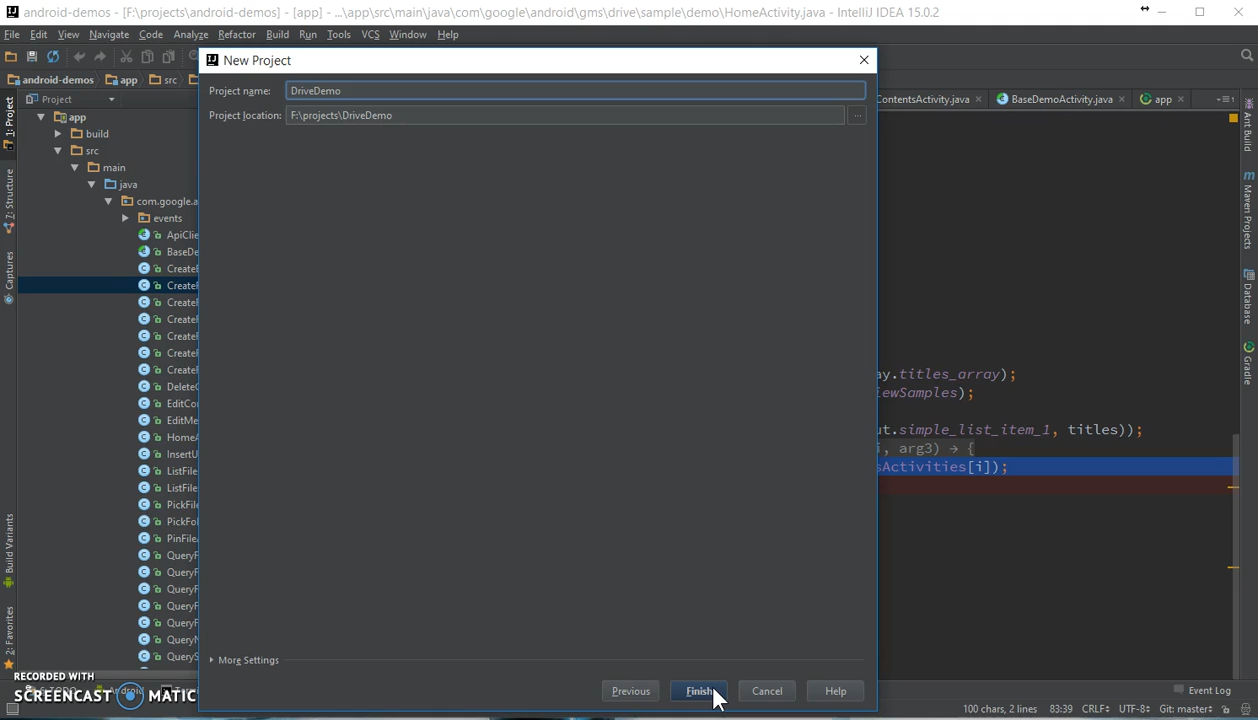 android-demos - [F:\projects\android-demos] - [app] - ...\app\src\main\java\com\google\android\gms\drive\sample\demo\HomeActivity.java - IntelliJ IDEA 15.0.2
File Edit View Navigate Code Analyze Refactor Build Run Tools VCS Window Help
New Project
android-demos app src
Project name: DriveDemo
Project location: F:\projects\DriveDemo ...
1: Project
7: Structure
Captures
Build Variants
2: Favorites
Project
app
build
src
main
java
com.google.a
events
ApiClie
BaseDe
CreateF
CreateF
CreateF
CreateF
CreateF
CreateF
CreateF
DeleteC
EditCo
EditMe
HomeA
InsertU
ListFile
ListFile
PickFile
PickFol
PinFile
QueryF
QueryF
QueryF
QueryF
QueryF
QueryN
QueryS
ContentsActivity.java BaseDemoActivity.java app
ay.titles_array);
iewSamples);
ut.simple_list_item_1, titles));
i, arg3) → {
sActivities[i]);
Ant Build
Maven Projects
Database
Gradle
More Settings
Previous Finish Cancel Help
RECORDED WITH
SCREENCAST MATIC
Event Log
100 chars, 2 lines 83:39 CRLF UTF-8 Git: master